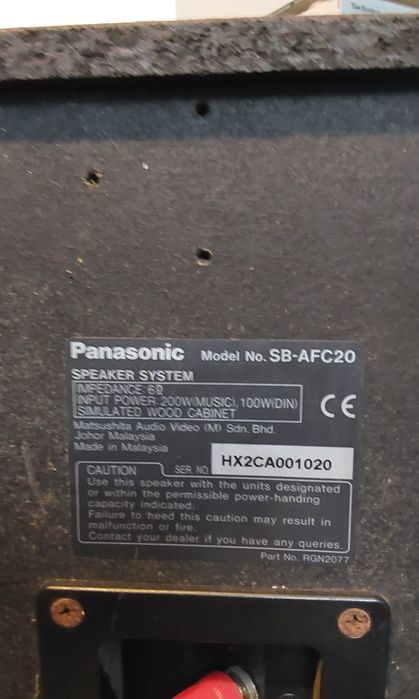 Technics
Panasonic Model No. SB-AFC20
SPEAKER SYSTEM
IMPEDANCE 6Ω
INPUT POWER 200W(MUSIC), 100W(DIN)
SIMULATED WOOD CABINET
CE
Matsushita Audio Video (M) Sdn. Bhd.
Johor Malaysia
Made in Malaysia
SER. NO. HX2CA001020
CAUTION
Use this speaker with the units designated
or within the permissible power-handing
capacity indicated.
Failure to heed this caution may result in
malfunction or fire.
Contact your dealer if you have any queries.
Part No. RGN2077